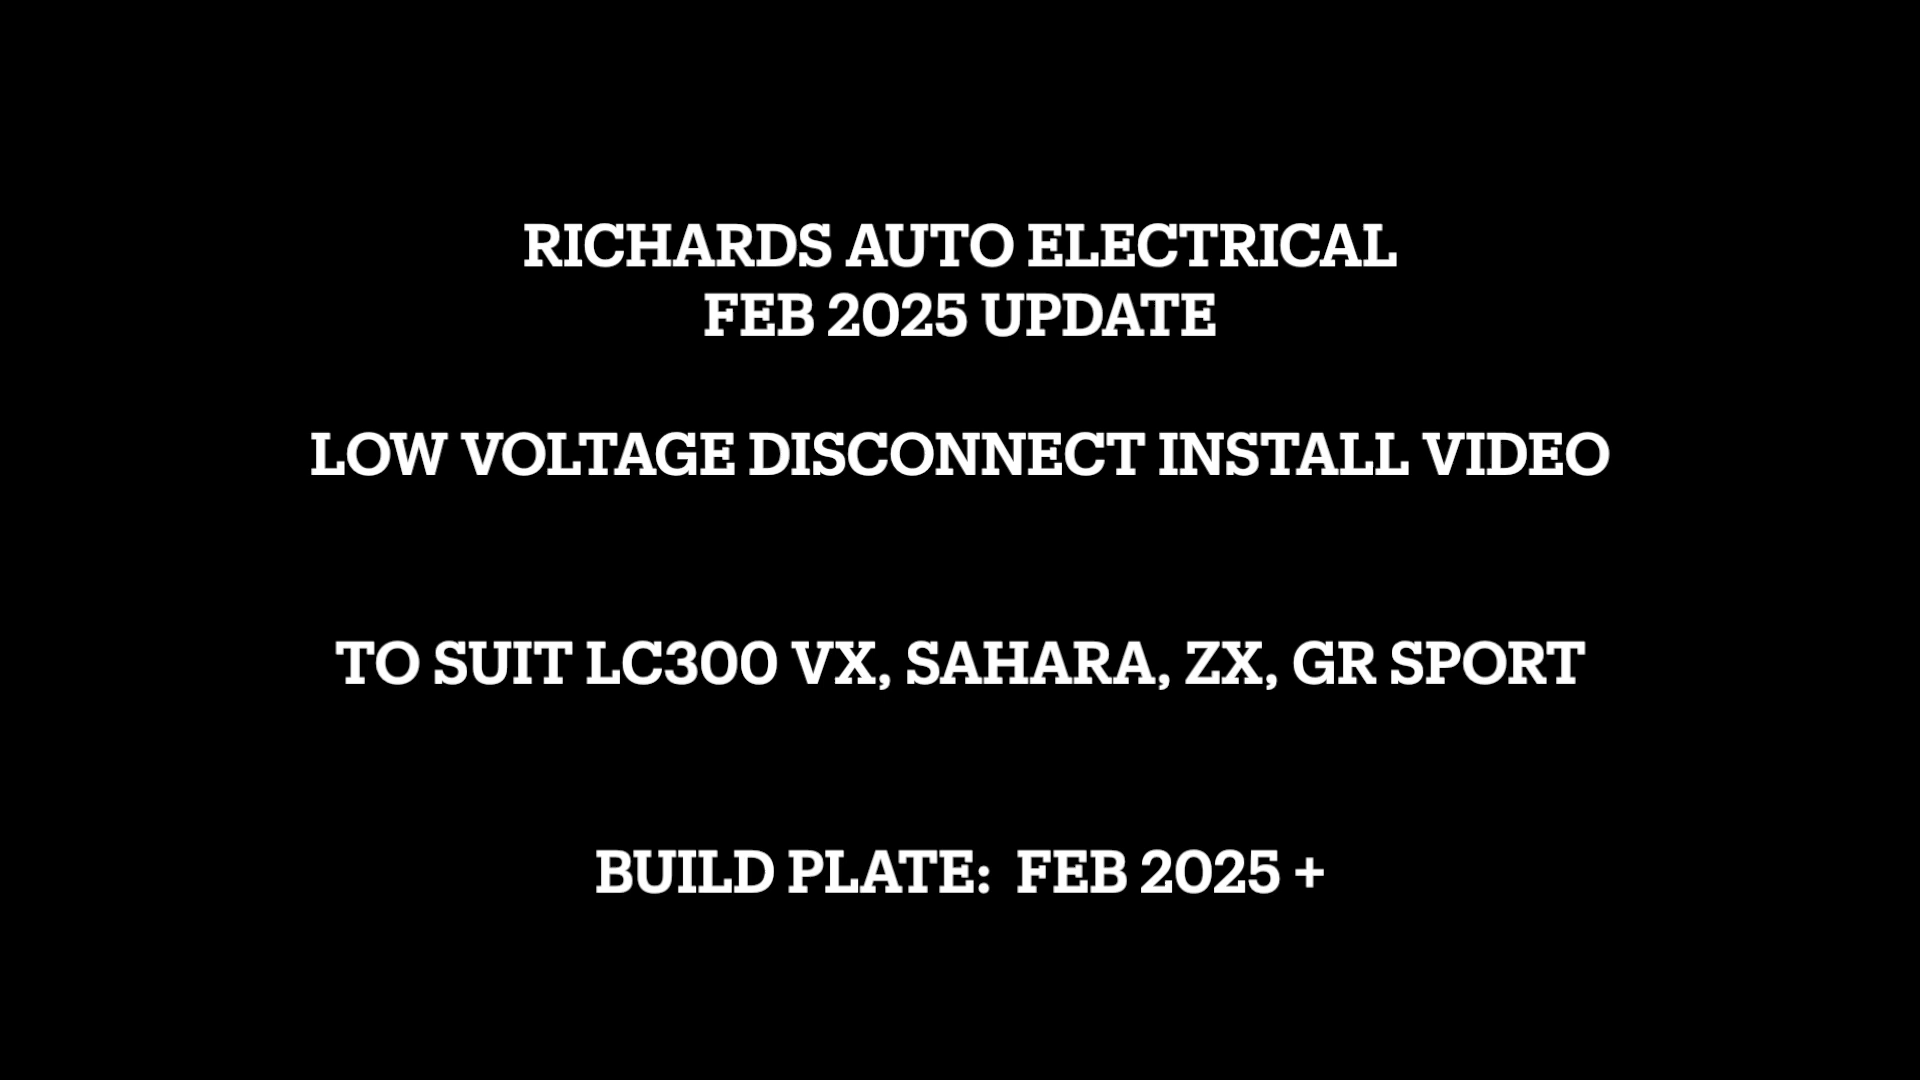 RICHARDS AUTO ELECTRICAL
FEB 2025 UPDATE
LOW VOLTAGE DISCONNECT INSTALL VIDEO
TO SUIT LC300 VX, SAHARA, ZX, GR SPORT
BUILD PLATE:  FEB 2025 +